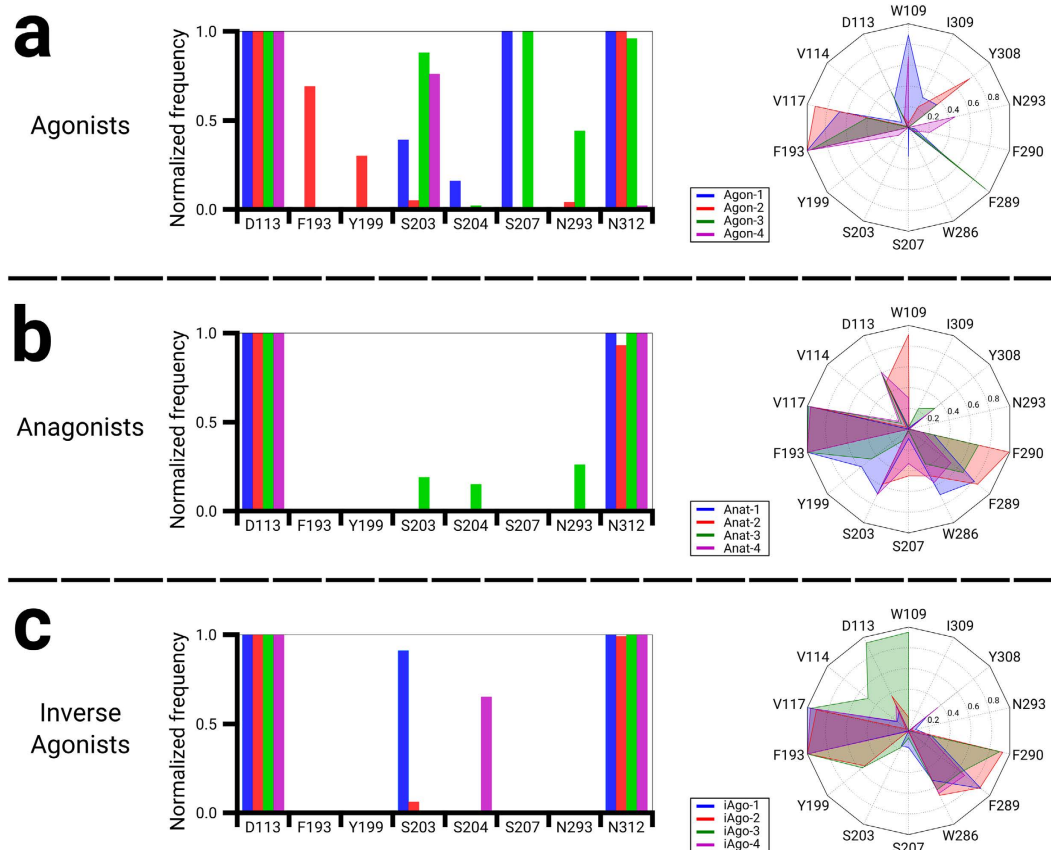 a
Agonists
Normalized frequency
1.0
0.5
0.0
D113 F193 Y199 S203 S204 S207 N293 N312
Agon-1
Agon-2
Agon-3
Agon-4
W109
D113 I309
V114 Y308
V117 N293
0.2 0.4 0.6 0.8
F193 F290
Y199 F289
S203 W286
S207
b
Anagonists
Normalized frequency
1.0
0.5
0.0
D113 F193 Y199 S203 S204 S207 N293 N312
Anat-1
Anat-2
Anat-3
Anat-4
W109
D113 I309
V114 Y308
V117 N293
0.2 0.4 0.6 0.8
F193 F290
Y199 F289
S203 W286
S207
c
Inverse
Agonists
Normalized frequency
1.0
0.5
0.0
D113 F193 Y199 S203 S204 S207 N293 N312
iAgo-1
iAgo-2
iAgo-3
iAgo-4
W109
D113 I309
V114 Y308
V117 N293
0.2 0.4 0.6 0.8
F193 F290
Y199 F289
S203 W286
S207